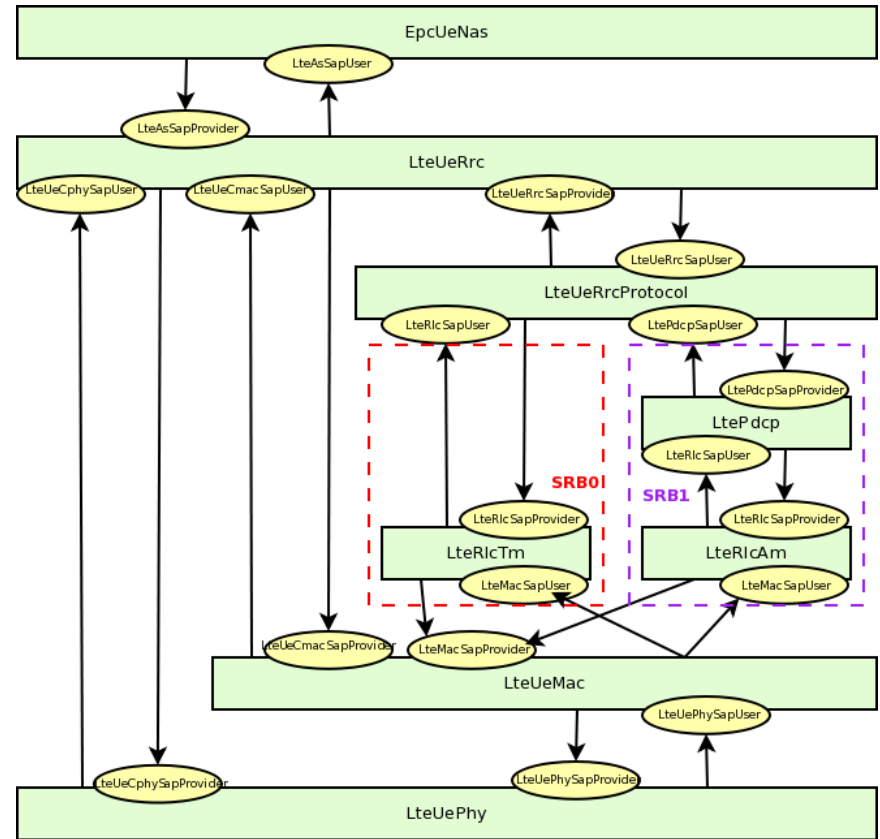 EpcUeNas
LteAsSapUser
LteAsSapProvider
LteUeRrc
LteUeCphySapUser
LteUeCmacSapUser
LteUeRrcSapProvider
LteUeRrcSapUser
LteUeRrcProtocol
LteRlcSapUser
LtePdcpSapUser
LtePdcpSapProvider
LtePdcp
LteRlcSapUser
SRB0
SRB1
LteRlcSapProvider
LteRlcSapProvider
LteRlcTm
LteRlcAm
LteMacSapUser
LteMacSapUser
LteUeCmacSapProvider
LteMacSapProvider
LteUeMac
LteUePhySapUser
LteUeCphySapProvider
LteUePhySapProvider
LteUePhy